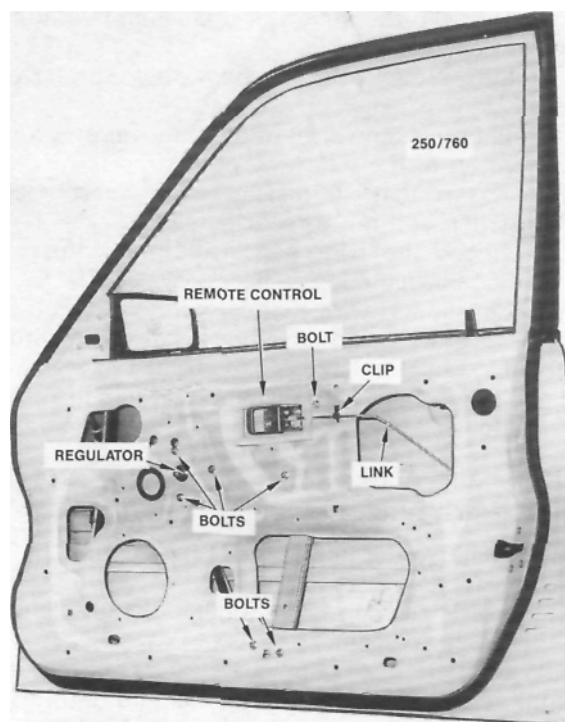 250/760
REMOTE CONTROL
BOLT
CLIP
REGULATOR
LINK
BOLTS
BOLTS